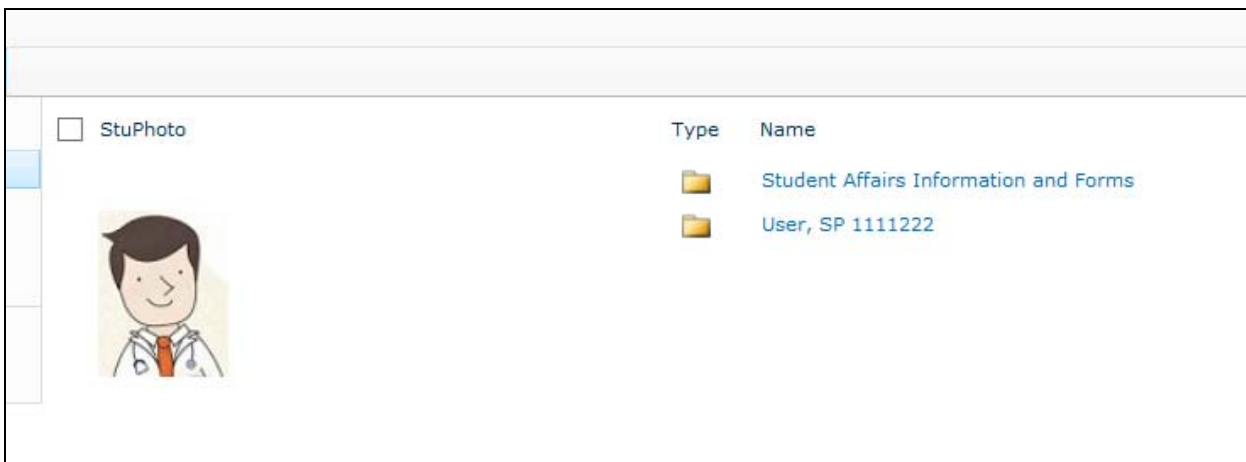 StuPhoto Type Name
Student Affairs Information and Forms
User, SP 1111222